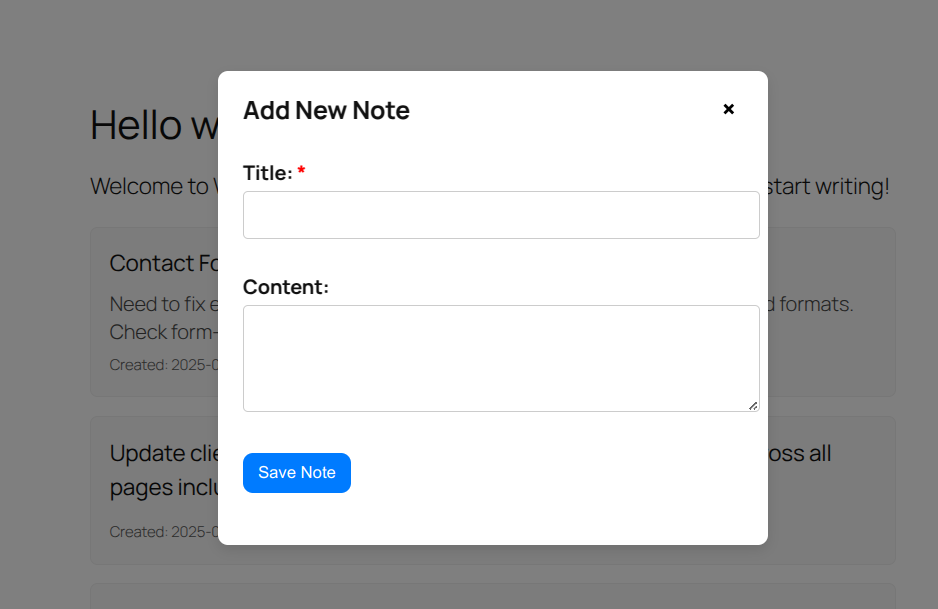 Add New Note ×
Hello w
Title: *
Welcome to start writing!
Contact Fo
Content:
Need to fix e d formats.
Check form-
Created: 2025-0
Update clie oss all
Save Note
pages inclu
Created: 2025-0